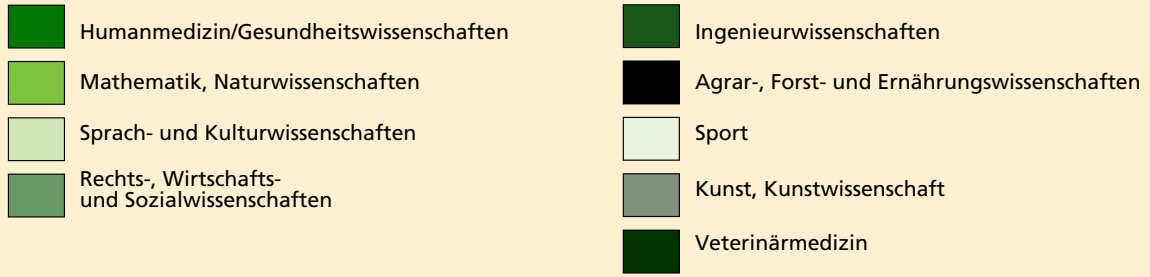 Humanmedizin/Gesundheitswissenschaften
Mathematik, Naturwissenschaften
Sprach- und Kulturwissenschaften
Rechts-, Wirtschafts-
und Sozialwissenschaften
Ingenieurwissenschaften
Agrar-, Forst- und Ernährungswissenschaften
Sport
Kunst, Kunstwissenschaft
Veterinärmedizin